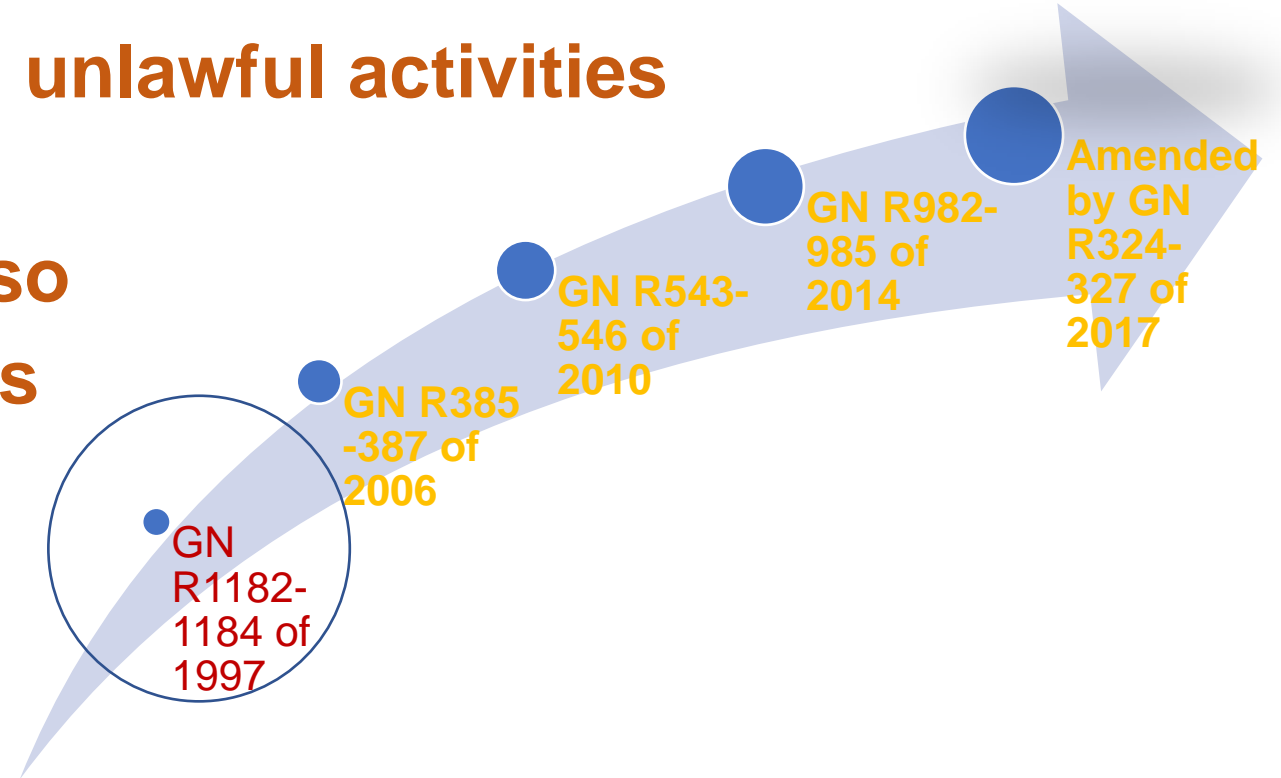 unlawful activities
so
s
GN
R1182-
1184 of
1997
GN R385
-387 of
2006
GN R543-
546 of
2010
GN R982-
985 of
2014
Amended
by GN
R324-
327 of
2017